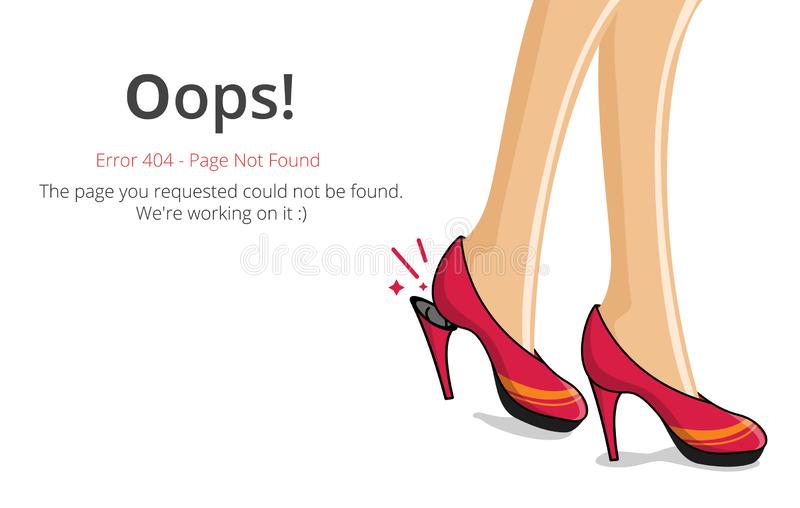 Oops!
Error 404 - Page Not Found
The page you requested could not be found.
We're working on it :)
dreamstime